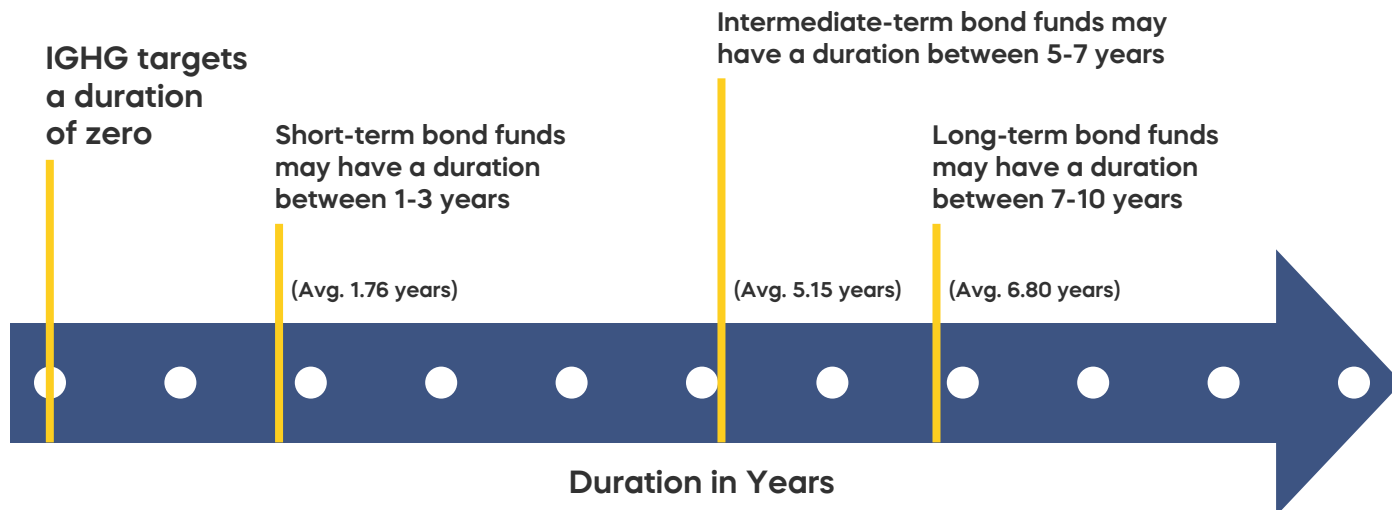 IGHG targets
a duration
of zero
Short-term bond funds
may have a duration
between 1-3 years
(Avg. 1.76 years)
Intermediate-term bond funds may
have a duration between 5-7 years
(Avg. 5.15 years)
Long-term bond funds
may have a duration
between 7-10 years
(Avg. 6.80 years)
Duration in Years